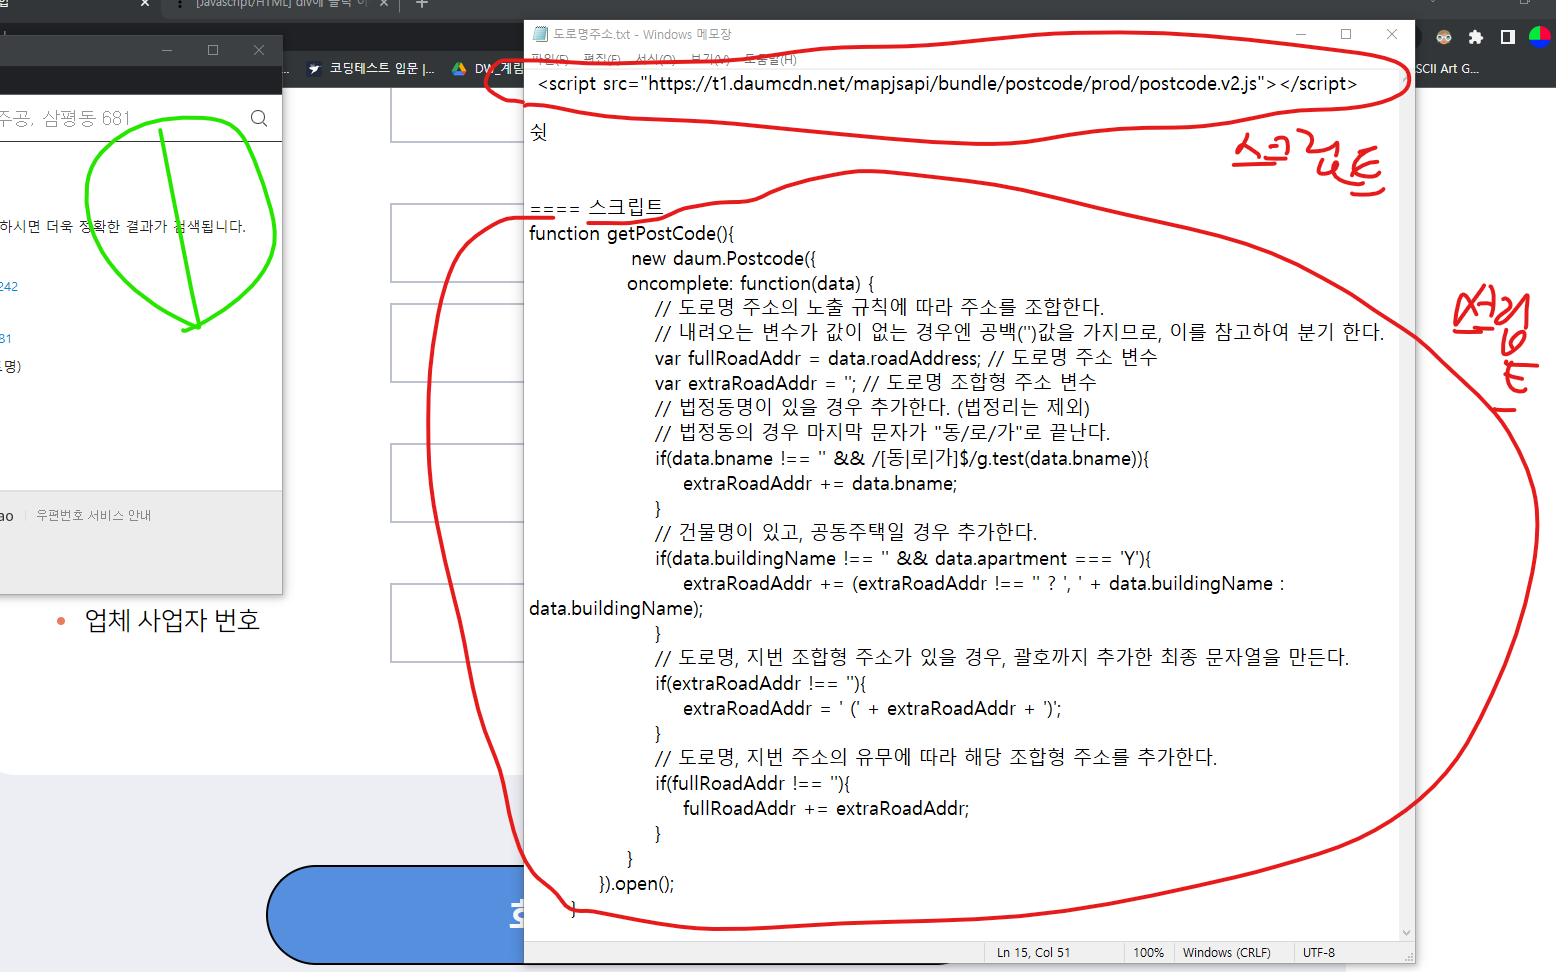 [Javascript/HTML] div에 클릭 이
도로명주소.txt - Windows 메모장
파일(F) 편집(E) 서식(O) 보기(V) 도움말(H)
코딩테스트 입문 |...
DW_계림
SCII Art G...
<script src="https://t1.daumcdn.net/mapjsapi/bundle/postcode/prod/postcode.v2.js"></script>
쉿
스크립트
==== 스크립트
function getPostCode(){
new daum.Postcode({
oncomplete: function(data) {
// 도로명 주소의 노출 규칙에 따라 주소를 조합한다.
// 내려오는 변수가 값이 없는 경우엔 공백('')값을 가지므로, 이를 참고하여 분기 한다.
var fullRoadAddr = data.roadAddress; // 도로명 주소 변수
var extraRoadAddr = ''; // 도로명 조합형 주소 변수
// 법정동명이 있을 경우 추가한다. (법정리는 제외)
// 법정동의 경우 마지막 문자가 "동/로/가"로 끝난다.
if(data.bname !== '' && /[동|로|가]$/g.test(data.bname)){
extraRoadAddr += data.bname;
}
// 건물명이 있고, 공동주택일 경우 추가한다.
if(data.buildingName !== '' && data.apartment === 'Y'){
extraRoadAddr += (extraRoadAddr !== '' ? ', ' + data.buildingName :
data.buildingName);
}
// 도로명, 지번 조합형 주소가 있을 경우, 괄호까지 추가한 최종 문자열을 만든다.
if(extraRoadAddr !== ''){
extraRoadAddr = ' (' + extraRoadAddr + ')';
}
// 도로명, 지번 주소의 유무에 따라 해당 조합형 주소를 추가한다.
if(fullRoadAddr !== ''){
fullRoadAddr += extraRoadAddr;
}
}
}).open();
}
Ln 15, Col 51
100%
Windows (CRLF)
UTF-8
주공, 삼평동 681
하시면 더욱 정확한 결과가 검색됩니다.
242
81
명)
ao
우편번호 서비스 안내
업체 사업자 번호